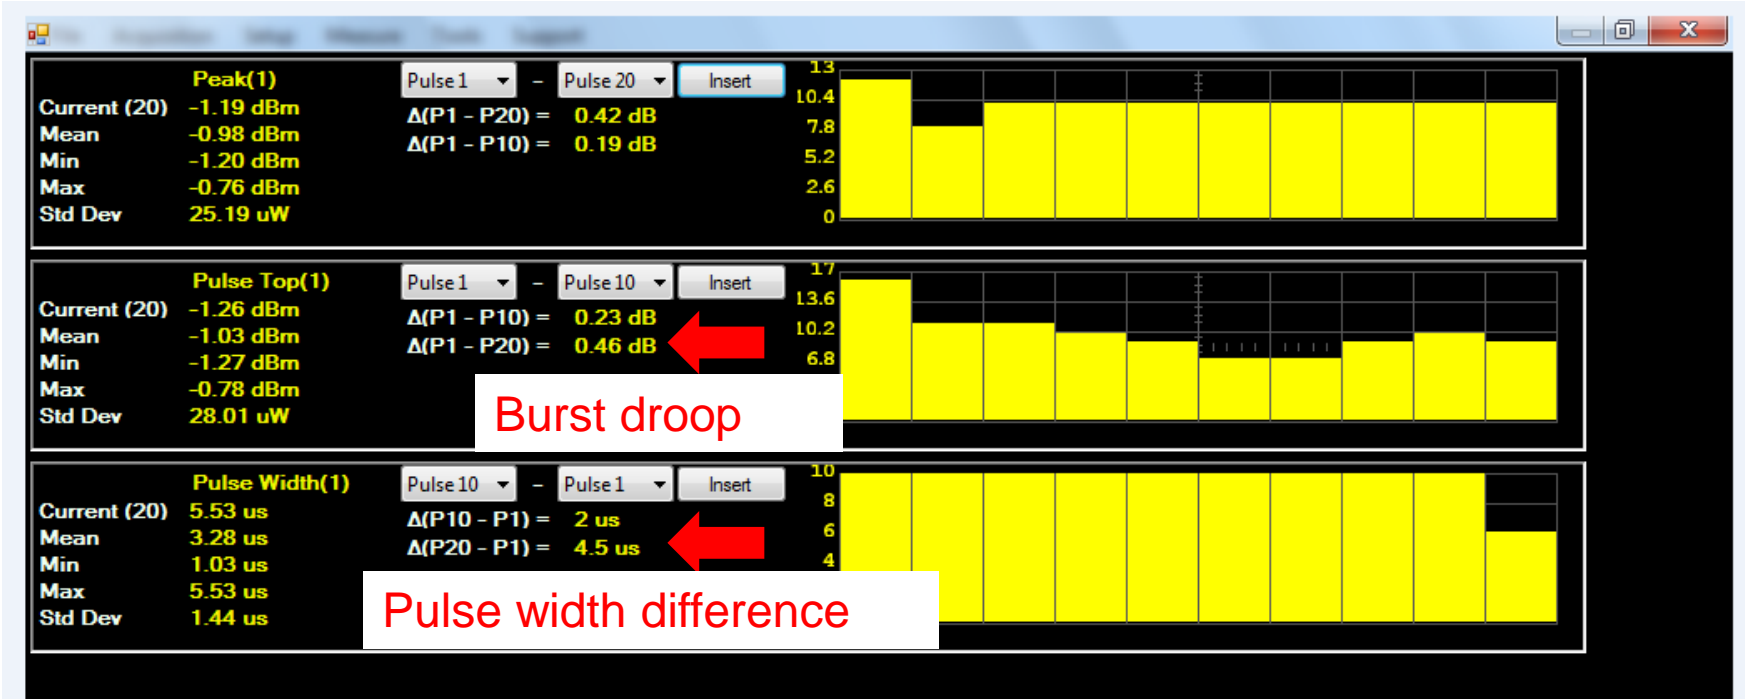 Peak(1)
Current (20) -1.19 dBm
Mean -0.98 dBm
Min -1.20 dBm
Max -0.76 dBm
Std Dev 25.19 uW
Pulse 1 - Pulse 20 Insert
Δ(P1 - P20) = 0.42 dB
Δ(P1 - P10) = 0.19 dB
13
10.4
7.8
5.2
2.6
0
Pulse Top(1)
Current (20) -1.26 dBm
Mean -1.03 dBm
Min -1.27 dBm
Max -0.78 dBm
Std Dev 28.01 uW
Pulse 1 - Pulse 10 Insert
Δ(P1 - P10) = 0.23 dB
Δ(P1 - P20) = 0.46 dB
Burst droop
17
13.6
10.2
6.8
Pulse Width(1)
Current (20) 5.53 us
Mean 3.28 us
Min 1.03 us
Max 5.53 us
Std Dev 1.44 us
Pulse 10 - Pulse 1 Insert
Δ(P10 - P1) = 2 us
Δ(P20 - P1) = 4.5 us
Pulse width difference
10
8
6
4